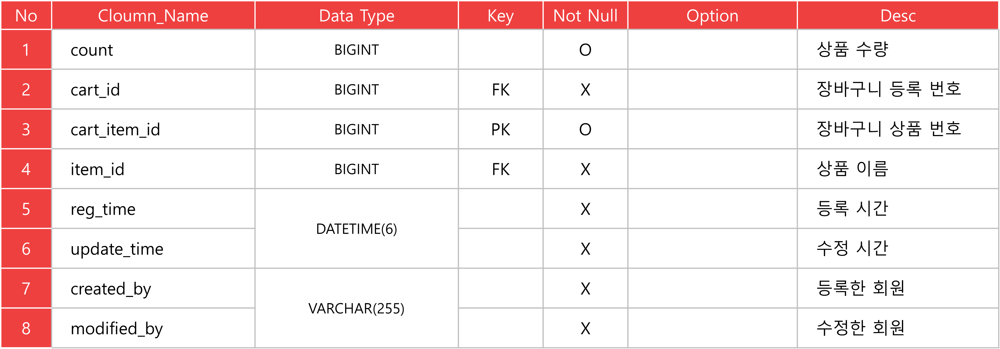 No Cloumn_Name Data Type Key Not Null Option Desc
1 count BIGINT O 상품 수량
2 cart_id BIGINT FK X 장바구니 등록 번호
3 cart_item_id BIGINT PK O 장바구니 상품 번호
4 item_id BIGINT FK X 상품 이름
5 reg_time DATETIME(6) X 등록 시간
6 update_time X 수정 시간
7 created_by VARCHAR(255) X 등록한 회원
8 modified_by X 수정한 회원